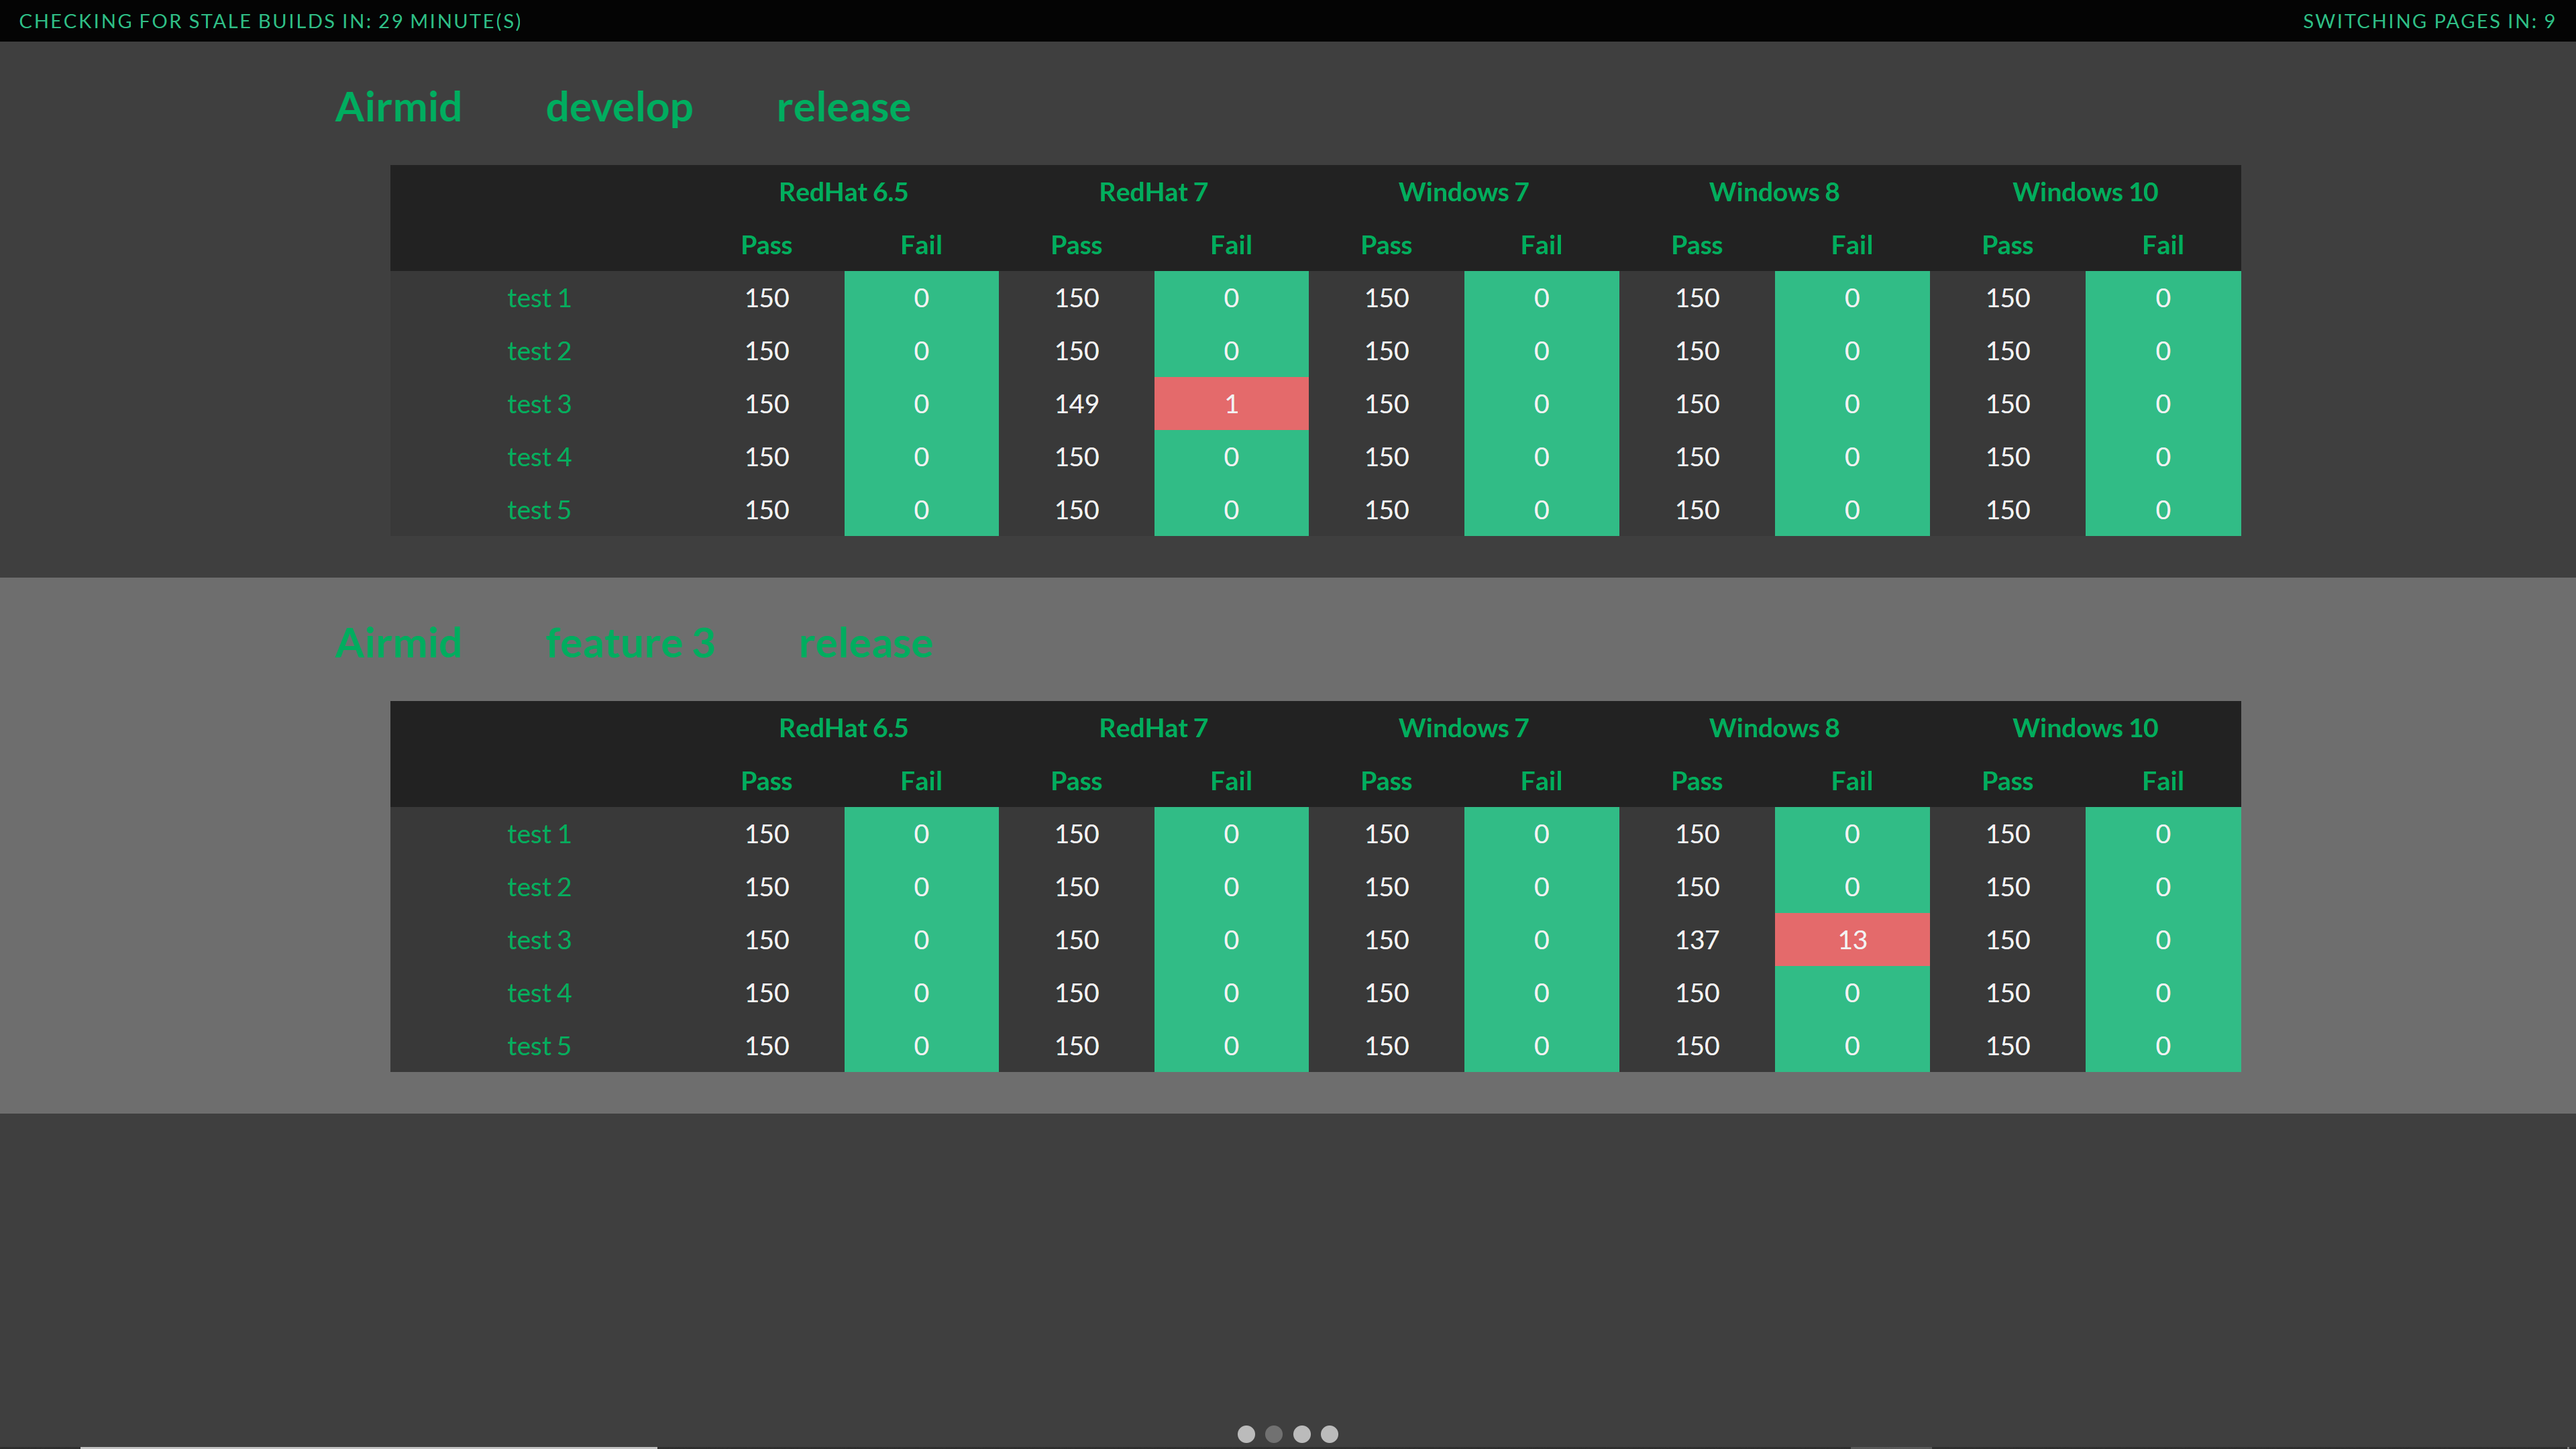 CHECKING FOR STALE BUILDS IN: 29 MINUTE(S) SWITCHING PAGES IN: 9
Airmid develop release
RedHat 6.5 RedHat 7 Windows 7 Windows 8 Windows 10
Pass Fail Pass Fail Pass Fail Pass Fail Pass Fail
test 1 150 0 150 0 150 0 150 0 150 0
test 2 150 0 150 0 150 0 150 0 150 0
test 3 150 0 149 1 150 0 150 0 150 0
test 4 150 0 150 0 150 0 150 0 150 0
test 5 150 0 150 0 150 0 150 0 150 0
Airmid feature 3 release
RedHat 6.5 RedHat 7 Windows 7 Windows 8 Windows 10
Pass Fail Pass Fail Pass Fail Pass Fail Pass Fail
test 1 150 0 150 0 150 0 150 0 150 0
test 2 150 0 150 0 150 0 150 0 150 0
test 3 150 0 150 0 150 0 137 13 150 0
test 4 150 0 150 0 150 0 150 0 150 0
test 5 150 0 150 0 150 0 150 0 150 0